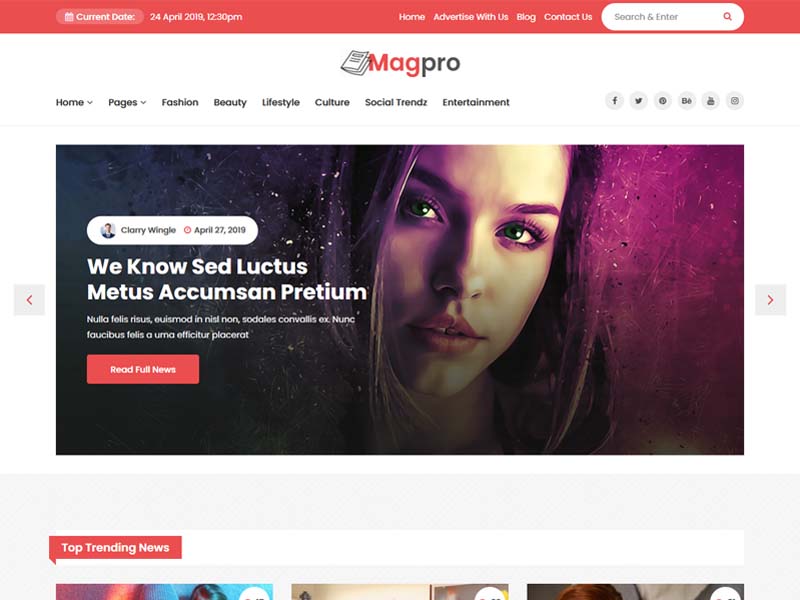 Current Date: 24 April 2019, 12:30pm Home Advertise With Us Blog Contact Us Search & Enter
Magpro
Home Pages Fashion Beauty Lifestyle Culture Social Trendz Entertainment
Clarry Wingle April 27, 2019
We Know Sed Luctus
Metus Accumsan Pretium
Nulla felis risus, euismod in nisl non, sodales convallis ex. Nunc
faucibus felis a urna efficitur placerat
Read Full News
Top Trending News